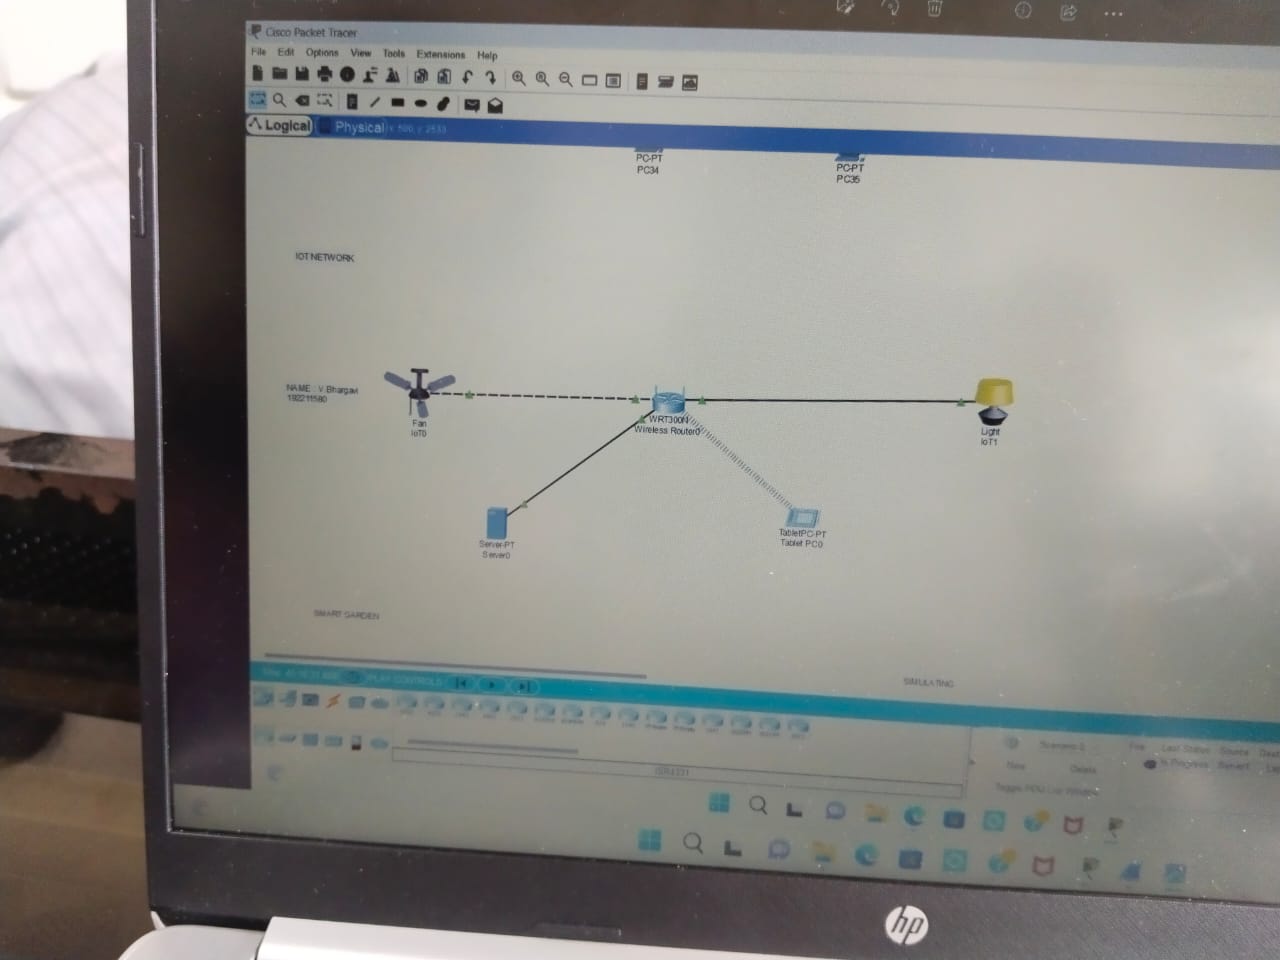 Cisco Packet Tracer
File Edit Options View Tools Extensions Help
Logical Physical
PC-PT
PC34
PC-PT
PC35
IOT NETWORK
NAME : V.Bhargavi
192211580
Fan
IoT0
WRT300N
Wireless Router0
Light
IoT1
Server-PT
Server0
TabletPC-PT
Tablet PC0
SMART GARDEN
PLAY CONTROLS
SIMULATING
Scenario 0
Fire Last Status Source
New Delete
In Progress Server1
Toggle PDU List Window
ISR4331
hp